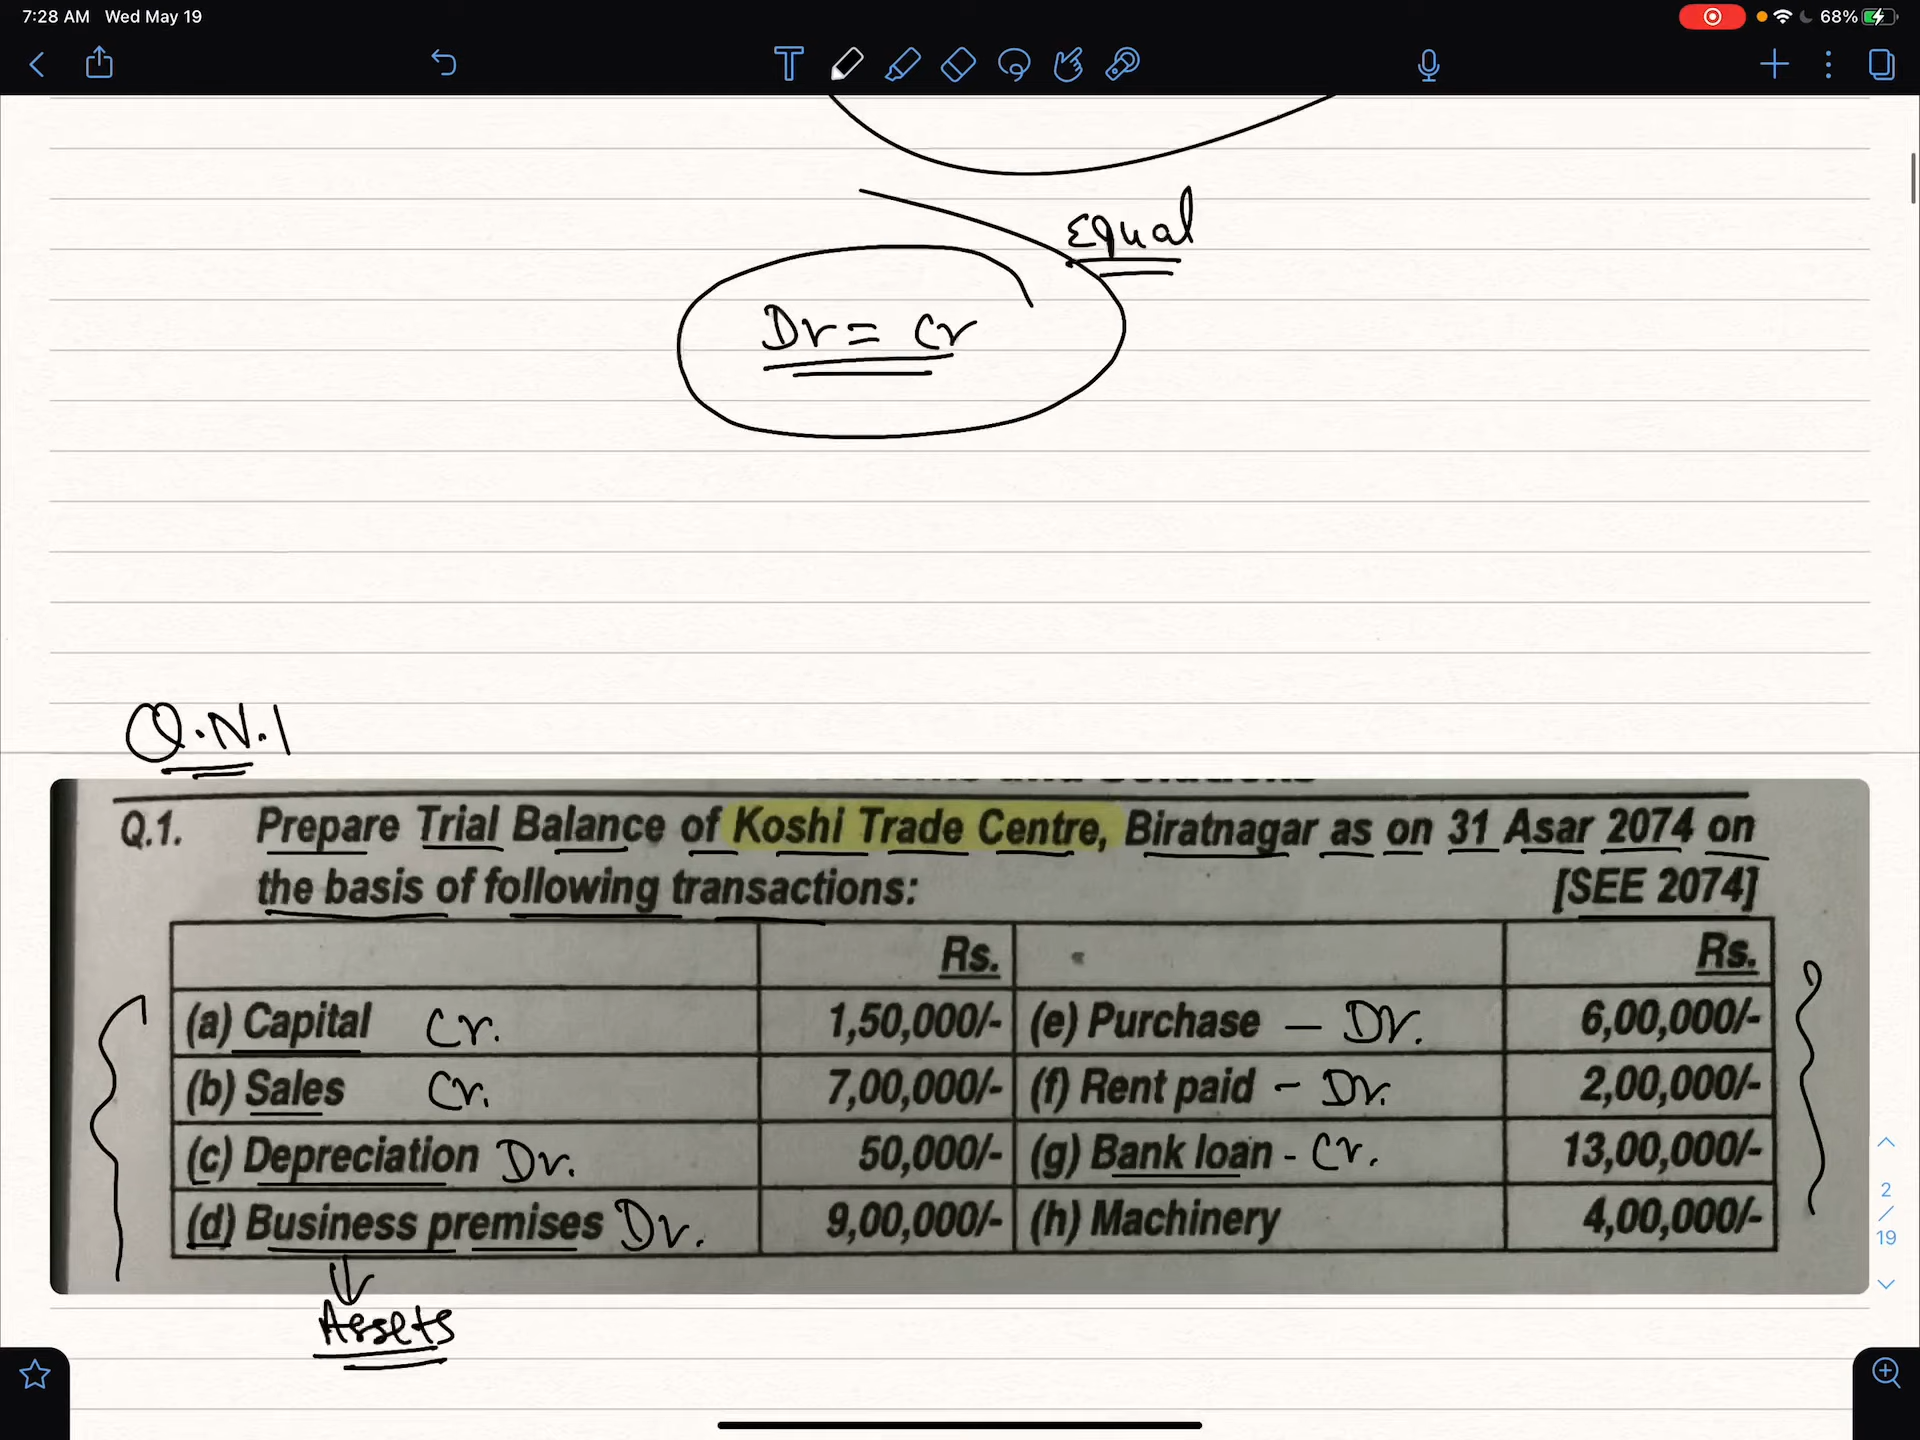 7:28 AM Wed May 19
68%
Equal
Dr = Cr
Q.N.1
Q.1. Prepare Trial Balance of Koshi Trade Centre, Biratnagar as on 31 Asar 2074 on
the basis of following transactions: [SEE 2074]
Rs. Rs.
(a) Capital Cr. 1,50,000/- (e) Purchase — Dr. 6,00,000/-
(b) Sales Cr. 7,00,000/- (f) Rent paid - Dr. 2,00,000/-
(c) Depreciation Dr. 50,000/- (g) Bank loan - Cr. 13,00,000/-
(d) Business premises Dr. 9,00,000/- (h) Machinery 4,00,000/-
Assets
2
/
19